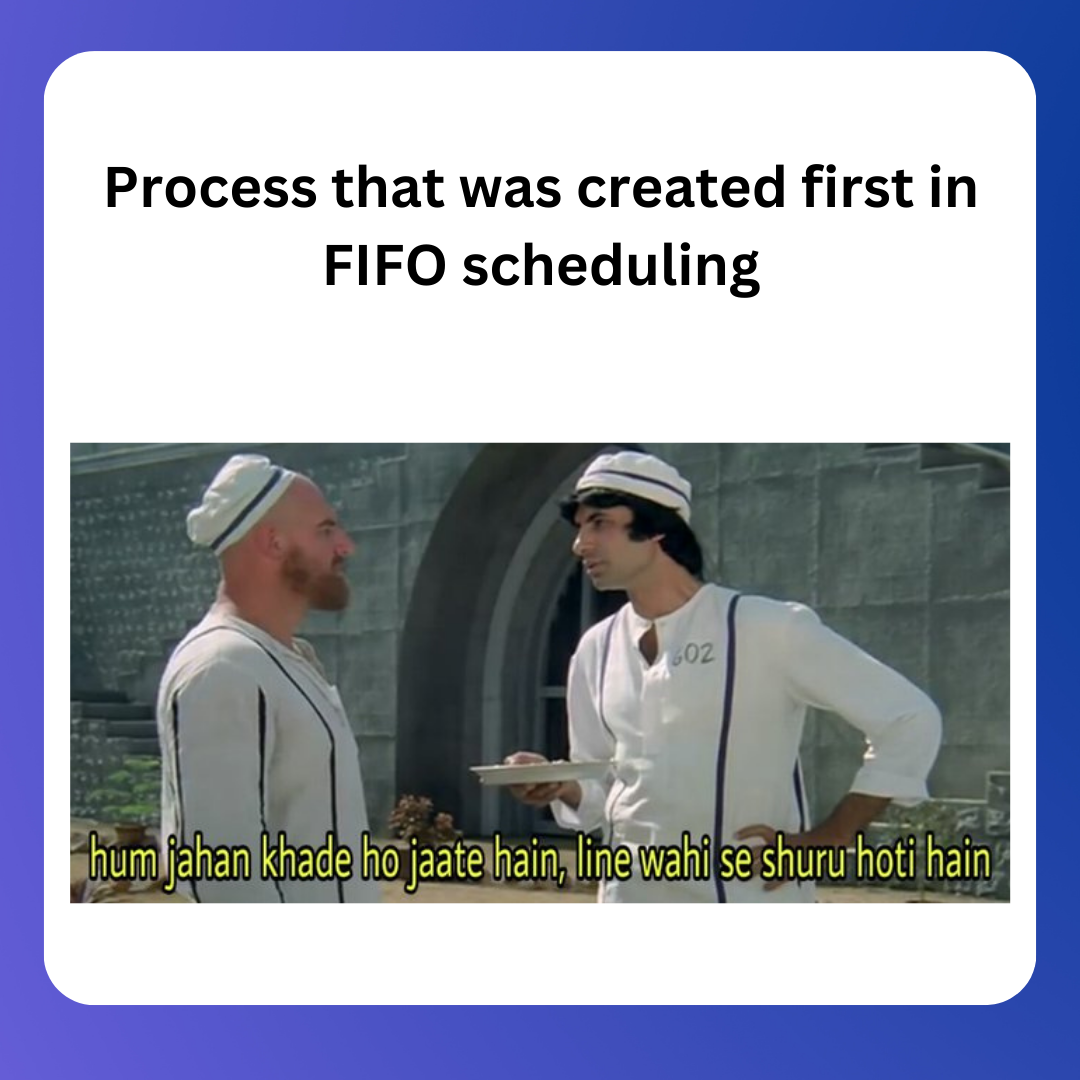 Process that was created first in
FIFO scheduling
602
hum jahan khade ho jaate hain, line wahi se shuru hoti hain